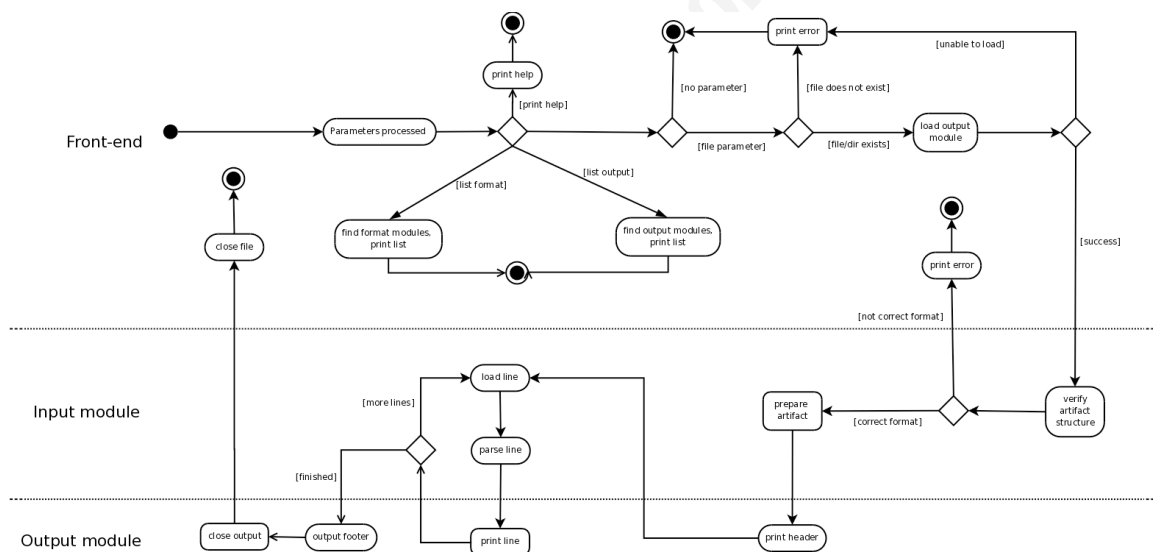 print error
[unable to load]
print help
[no parameter]
[file does not exist]
[print help]
Front-end
Parameters processed
load output
module
[file parameter]
[file/dir exists]
[list format]
[list output]
find format modules,
print list
find output modules,
print list
close file
[success]
print error
[not correct format]
Input module
load line
[more lines]
prepare
artifact
verify
artifact
structure
[correct format]
parse line
[finished]
Output module
close output
output footer
print line
print header